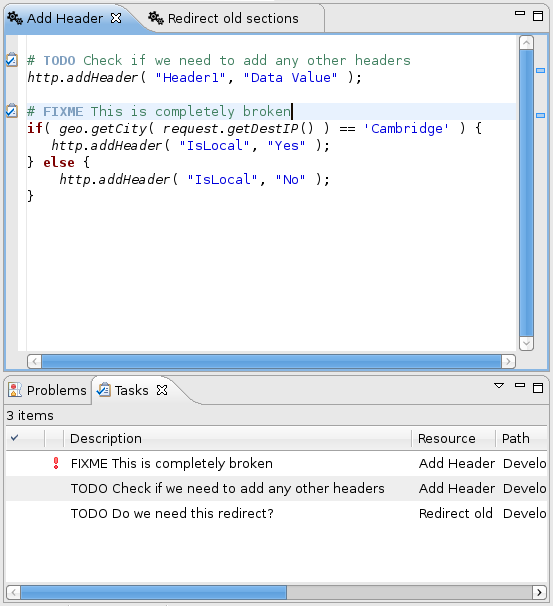 Add Header
Redirect old sections
# TODO Check if we need to add any other headers
http.addHeader( "Header1", "Data Value" );
# FIXME This is completely broken
if( geo.getCity( request.getDestIP() ) == 'Cambridge' ) {
http.addHeader( "IsLocal", "Yes" );
} else {
http.addHeader( "IsLocal", "No" );
}
Problems
Tasks
3 items
Description Resource Path
FIXME This is completely broken Add Header Develo
TODO Check if we need to add any other headers Add Header Develo
TODO Do we need this redirect? Redirect old Develo